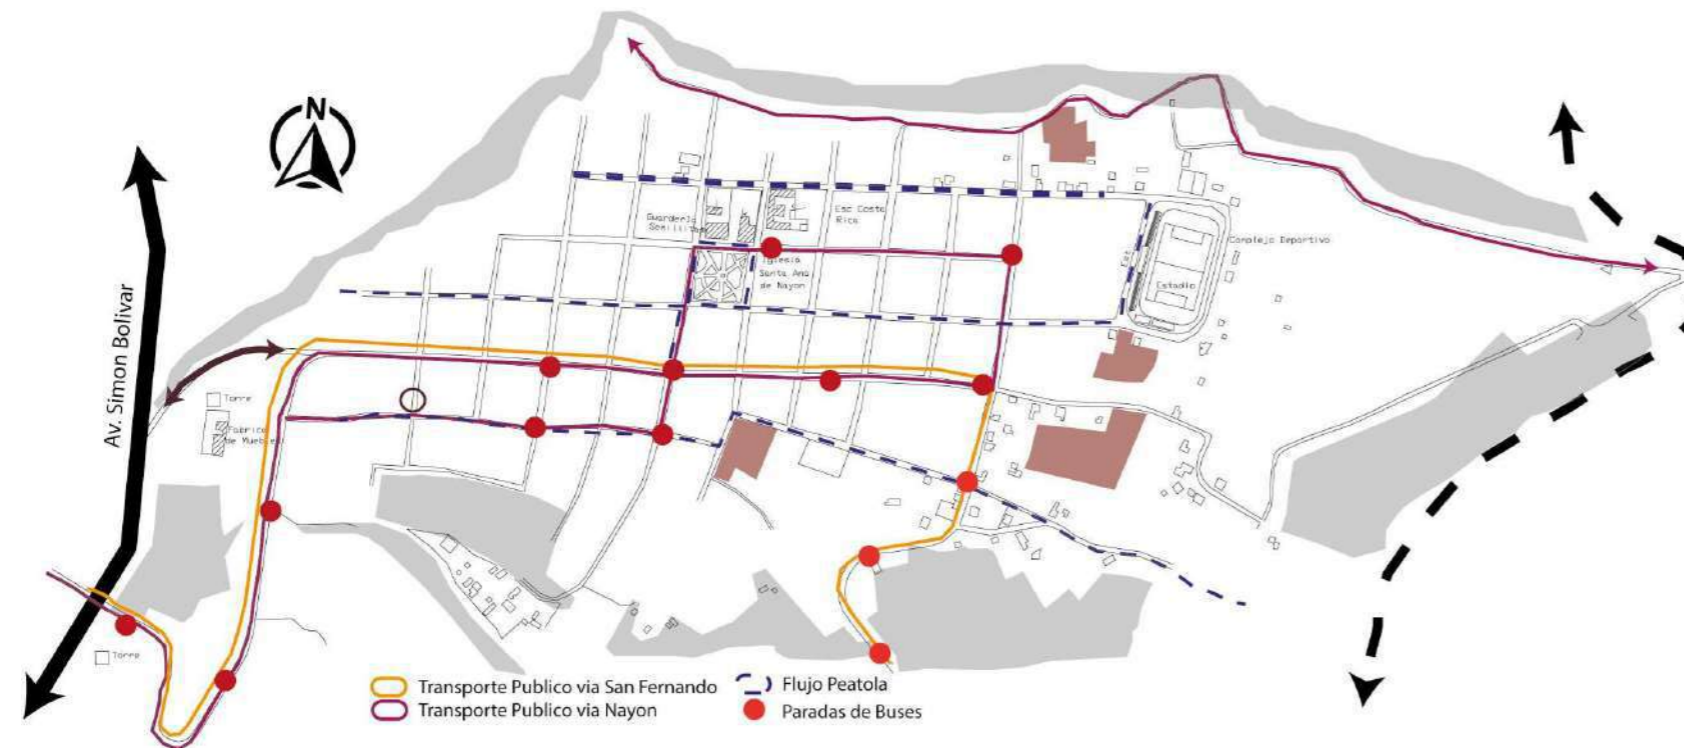 N
Av. Simon Bolivar
Guarderia
Semillitas
Esc Costa
Rica
Complejo Deportivo
Iglesia
Santa Ana
de Nayon
Estadio
Torre
Fabrica
de Muebles
Torre
Transporte Publico via San Fernando
Transporte Publico via Nayon
Flujo Peatola
Paradas de Buses